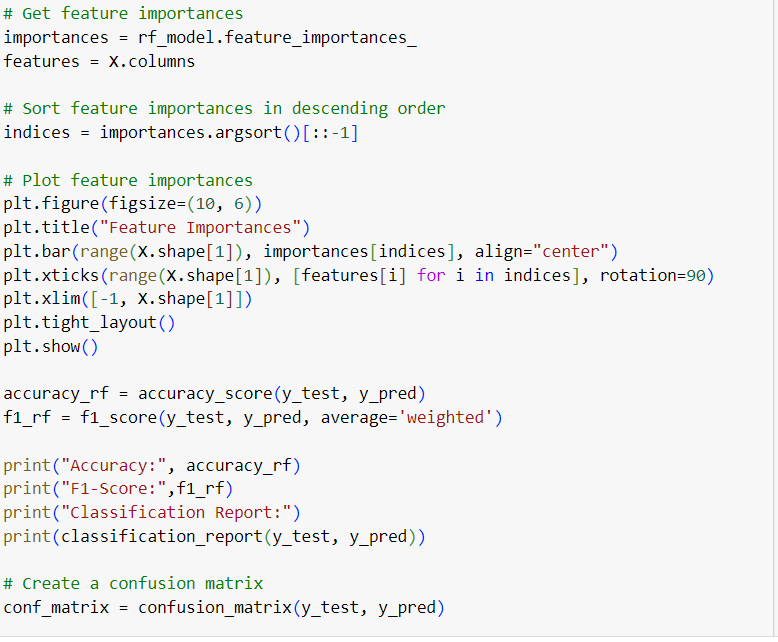 # Get feature importances
importances = rf_model.feature_importances_
features = X.columns
# Sort feature importances in descending order
indices = importances.argsort()[::-1]
# Plot feature importances
plt.figure(figsize=(10, 6))
plt.title("Feature Importances")
plt.bar(range(X.shape[1]), importances[indices], align="center")
plt.xticks(range(X.shape[1]), [features[i] for i in indices], rotation=90)
plt.xlim([-1, X.shape[1]])
plt.tight_layout()
plt.show()
accuracy_rf = accuracy_score(y_test, y_pred)
f1_rf = f1_score(y_test, y_pred, average='weighted')
print("Accuracy:", accuracy_rf)
print("F1-Score:",f1_rf)
print("Classification Report:")
print(classification_report(y_test, y_pred))
# Create a confusion matrix
conf_matrix = confusion_matrix(y_test, y_pred)